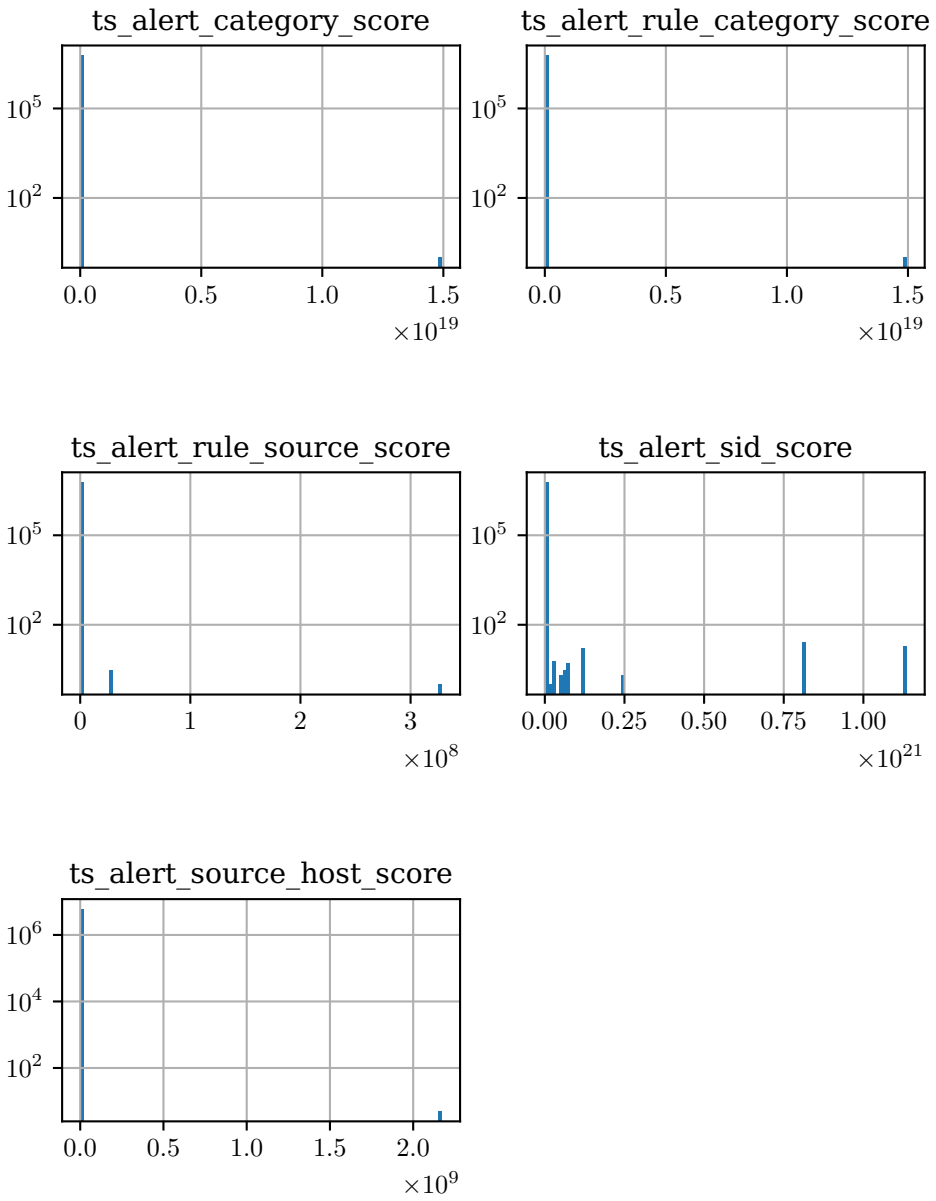 ts_alert_category_score
10^5
10^2
0.0 0.5 1.0 1.5
×10^19
ts_alert_rule_category_score
10^5
10^2
0.0 0.5 1.0 1.5
×10^19
ts_alert_rule_source_score
10^5
10^2
0 1 2 3
×10^8
ts_alert_sid_score
10^5
10^2
0.00 0.25 0.50 0.75 1.00
×10^21
ts_alert_source_host_score
10^6
10^4
10^2
0.0 0.5 1.0 1.5 2.0
×10^9